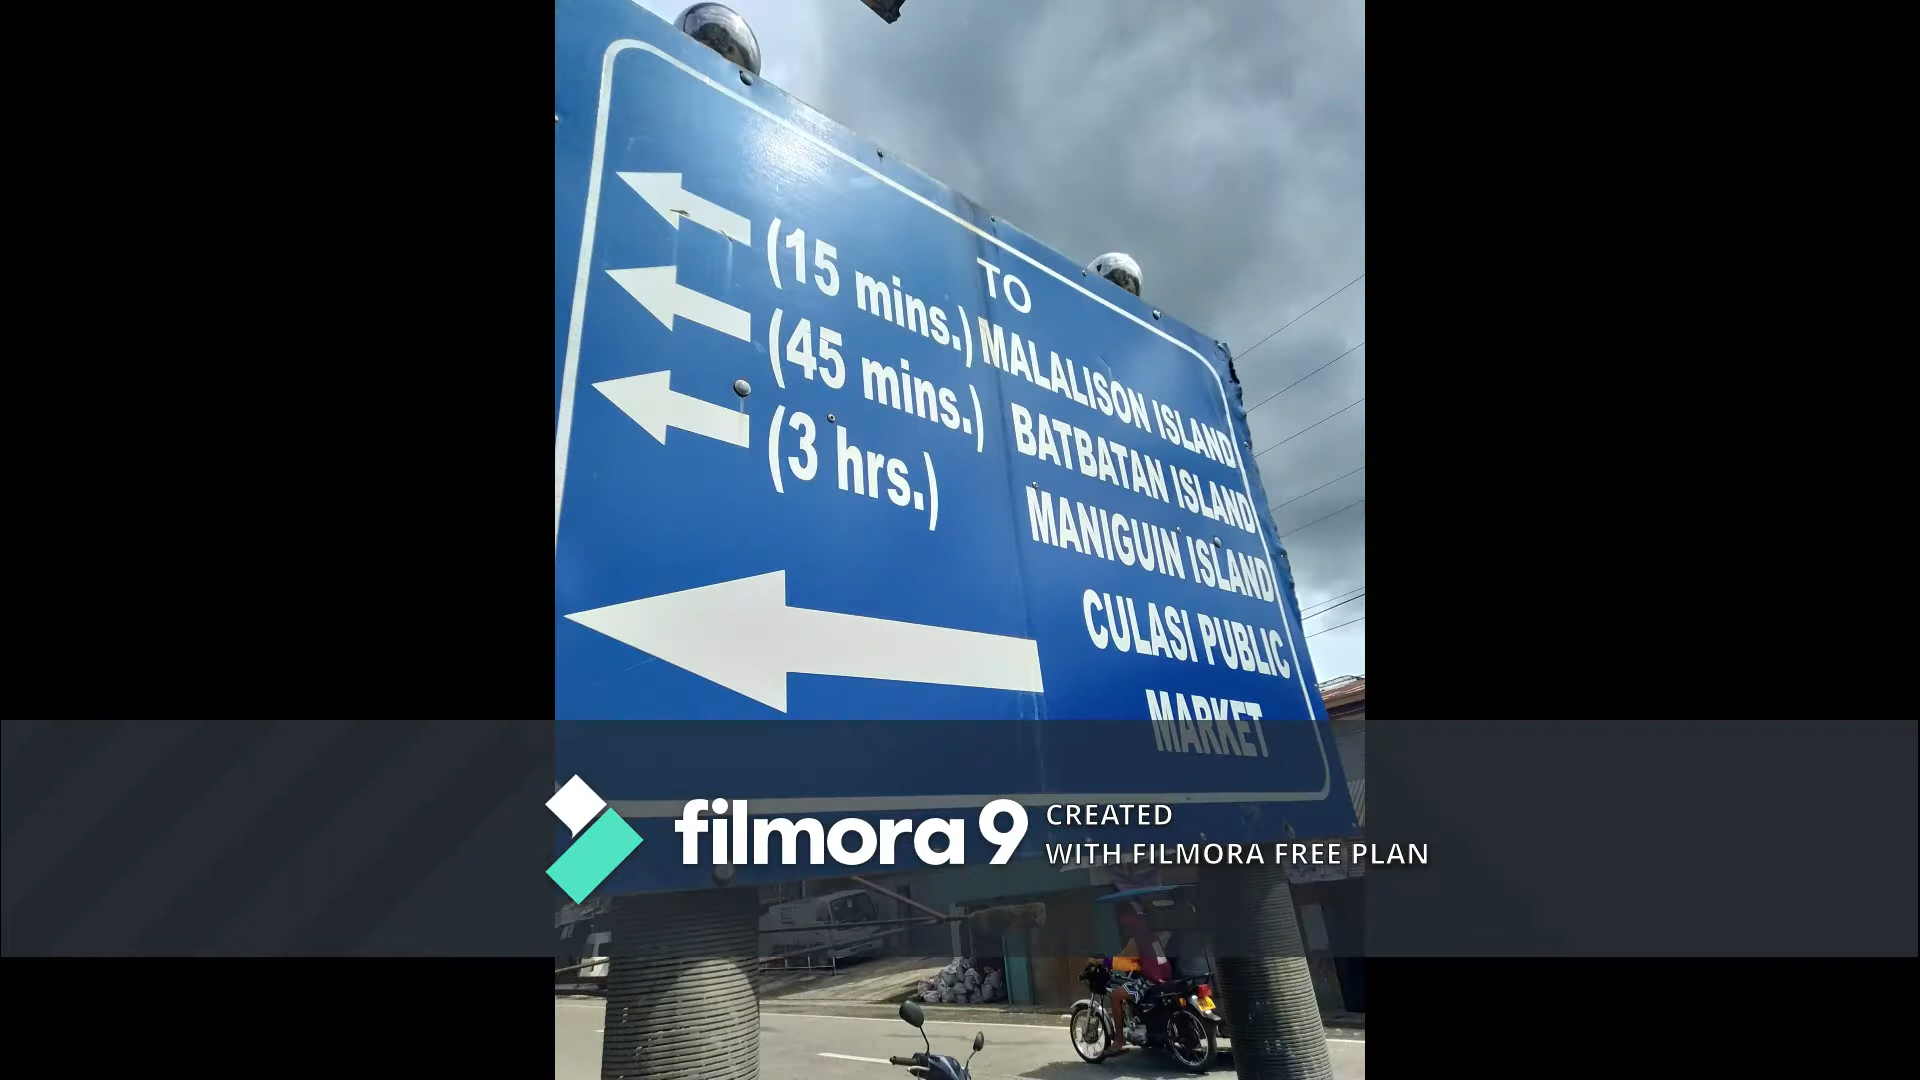 TO
(15 mins.) MALALISON ISLAND
(45 mins.) BATBATAN ISLAND
(3 hrs.) MANIGUIN ISLAND
CULASI PUBLIC
MARKET
filmora9 CREATED
WITH FILMORA FREE PLAN